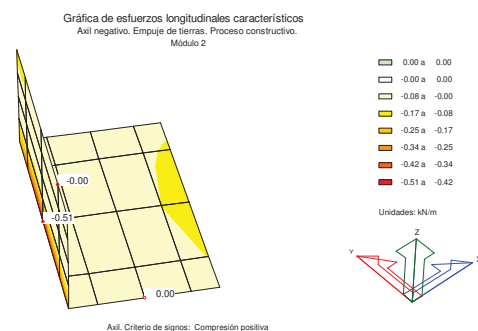 Gráfica de esfuerzos longitudinales característicos
Axil negativo. Empuje de tierras. Proceso constructivo.
Módulo 2
0.00 a 0.00
-0.00 a 0.00
-0.08 a -0.00
-0.17 a -0.08
-0.25 a -0.17
-0.34 a -0.25
-0.42 a -0.34
-0.51 a -0.42
Unidades: kN/m
-0.00
-0.51
0.00
Z
Y
X
Axil. Criterio de signos: Compresión positiva